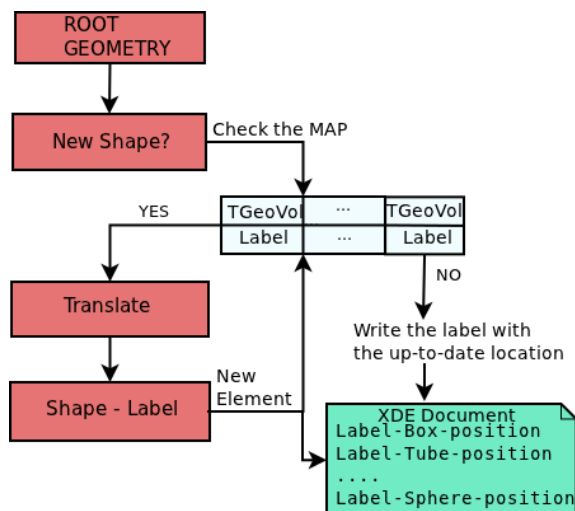 ROOT
GEOMETRY
New Shape?
Check the MAP
TGeoVol ... TGeoVol
Label ... ... Label
YES
NO
Translate
Write the label with
the up-to-date location
Shape - Label
New
Element
XDE Document
Label-Box-position
Label-Tube-position
....
Label-Sphere-position